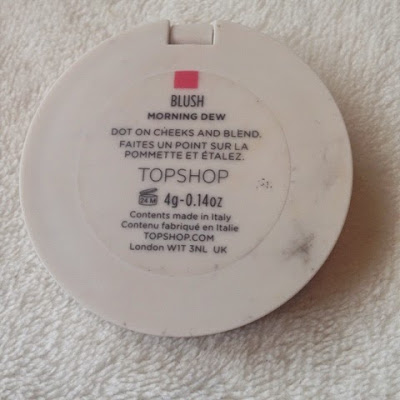 BLUSH
MORNING DEW
DOT ON CHEEKS AND BLEND.
FAITES UN POINT SUR LA
POMMETTE ET ÉTALEZ.
TOPSHOP
24 M 4g-0.14oz
Contents made in Italy
Contenu fabriqué en Italie
TOPSHOP.COM
London W1T 3NL UK